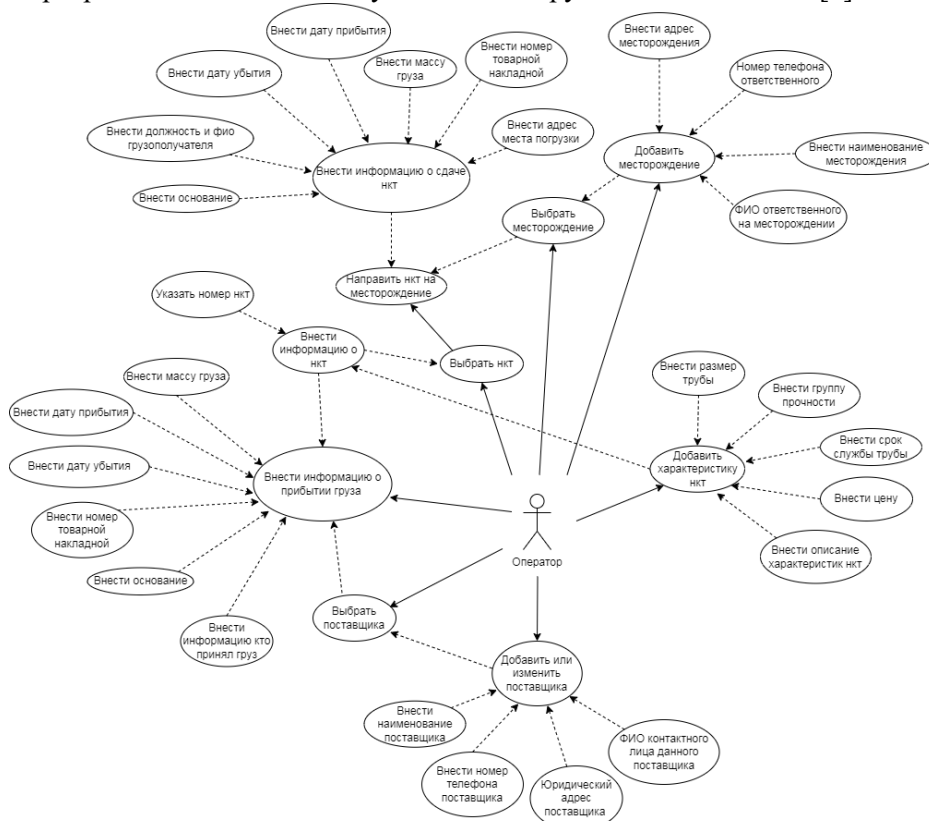 Внести дату прибытия
Внести дату убытия
Внести массу
груза
Внести номер
товарной
накладной
Внести должность и фио
грузополучателя
Внести адрес
места погрузки
Внести основание
Внести информацию о сдаче
нкт
Внести адрес
месторождения
Номер телефона
ответственного
Добавить
месторождение
Внести наименование
месторождения
ФИО ответственного
на месторождении
Выбрать
месторождение
Направить нкт на
месторождение
Указать номер нкт
Внести
информацию о
нкт
Выбрать нкт
Внести массу груза
Внести дату прибытия
Внести дату убытия
Внести информацию о
прибытии груза
Внести номер
товарной
накладной
Внести основание
Внести
информацию кто
принял груз
Выбрать
поставщика
Оператор
Внести размер
трубы
Внести группу
прочности
Добавить
характеристику
нкт
Внести срок
службы трубы
Внести цену
Внести описание
характеристик нкт
Добавить или
изменить
поставщика
Внести
наименование
поставщика
Внести номер
телефона
поставщика
Юридический
адрес
поставщика
ФИО контактного
лица данного
поставщика